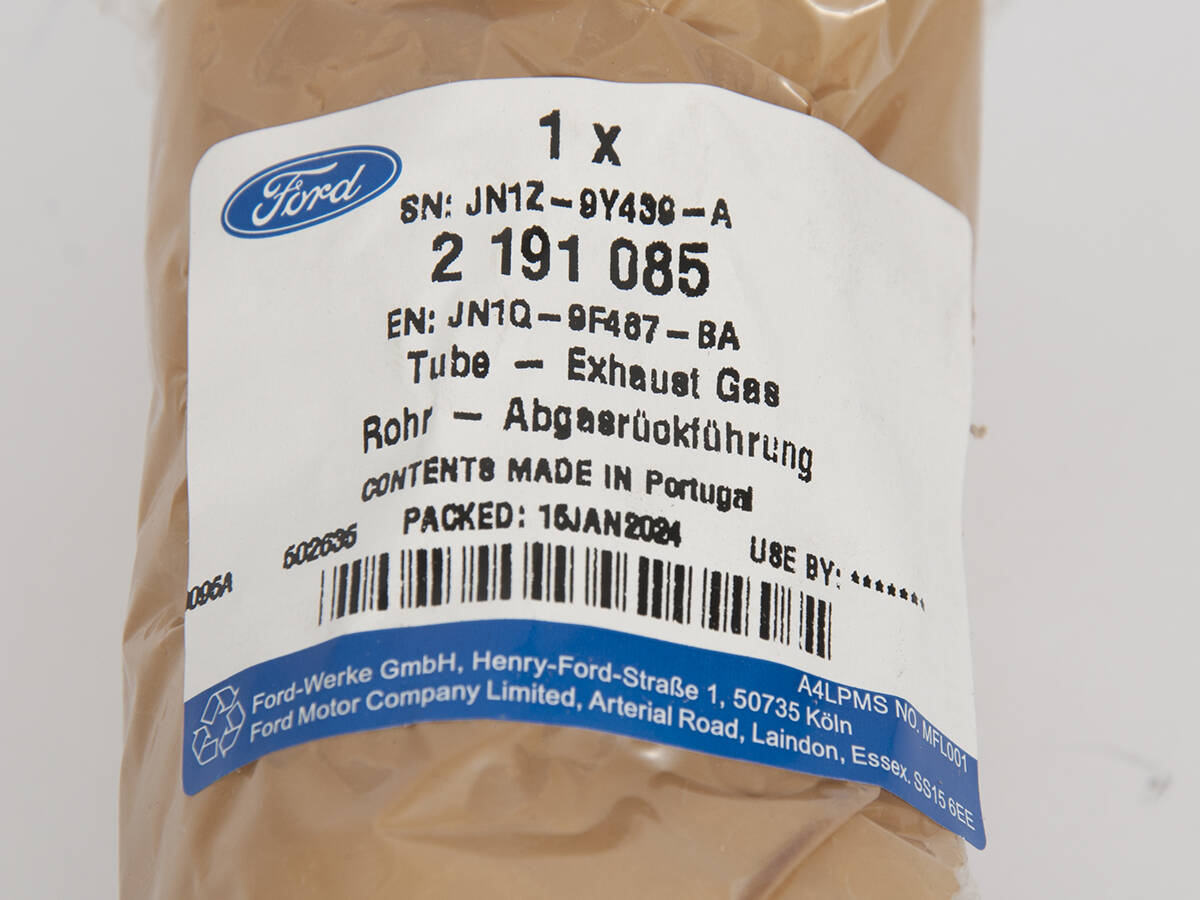 Ford
1 x
SN: JN1Z-9Y439-A
2 191 085
EN: JN1Q-9F467-BA
Tube - Exhaust Gas
Rohr - Abgasrückführung
CONTENTS MADE IN Portugal
PACKED: 15JAN2024
502635
USE BY: *******
A4LPMS NO. MFL001
Ford-Werke GmbH, Henry-Ford-Straße 1, 50735 Köln
Ford Motor Company Limited, Arterial Road, Laindon, Essex. SS15 6EE